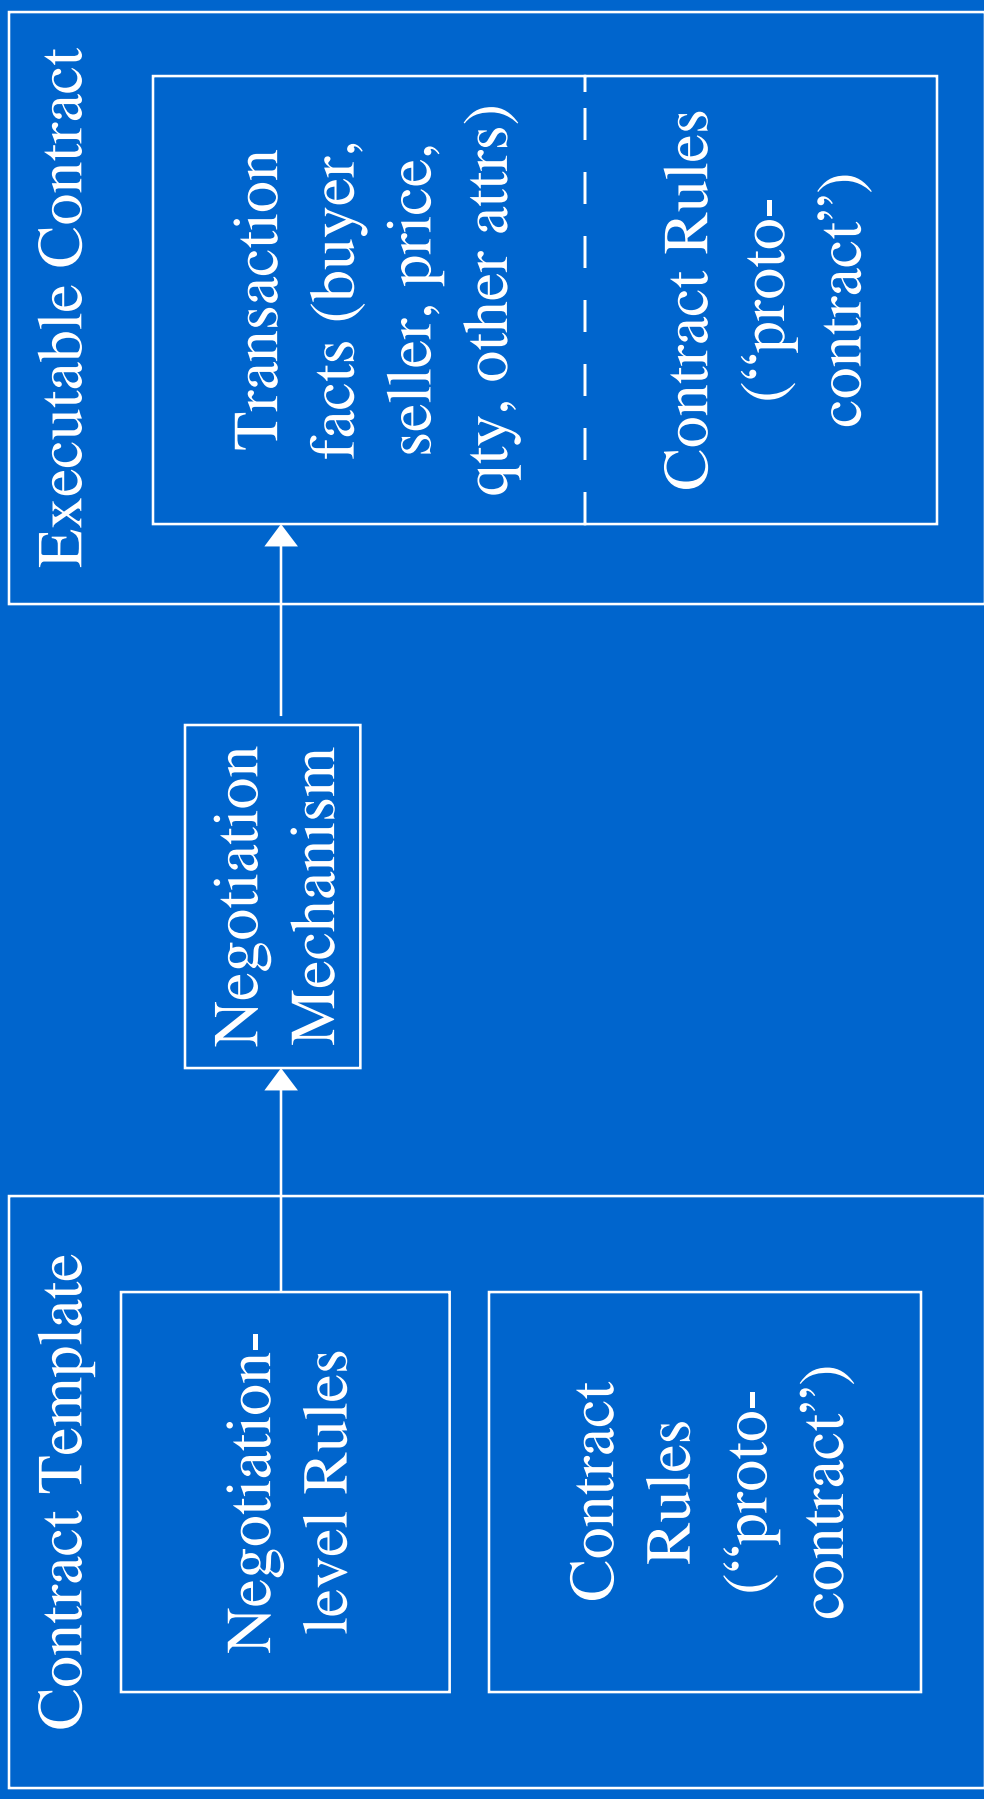 Contract Template
Negotiation-
level Rules
Contract
Rules
(“proto-
contract”)
Negotiation
Mechanism
Executable Contract
Transaction
facts (buyer,
seller, price,
qty, other attrs)
Contract Rules
(“proto-
contract”)